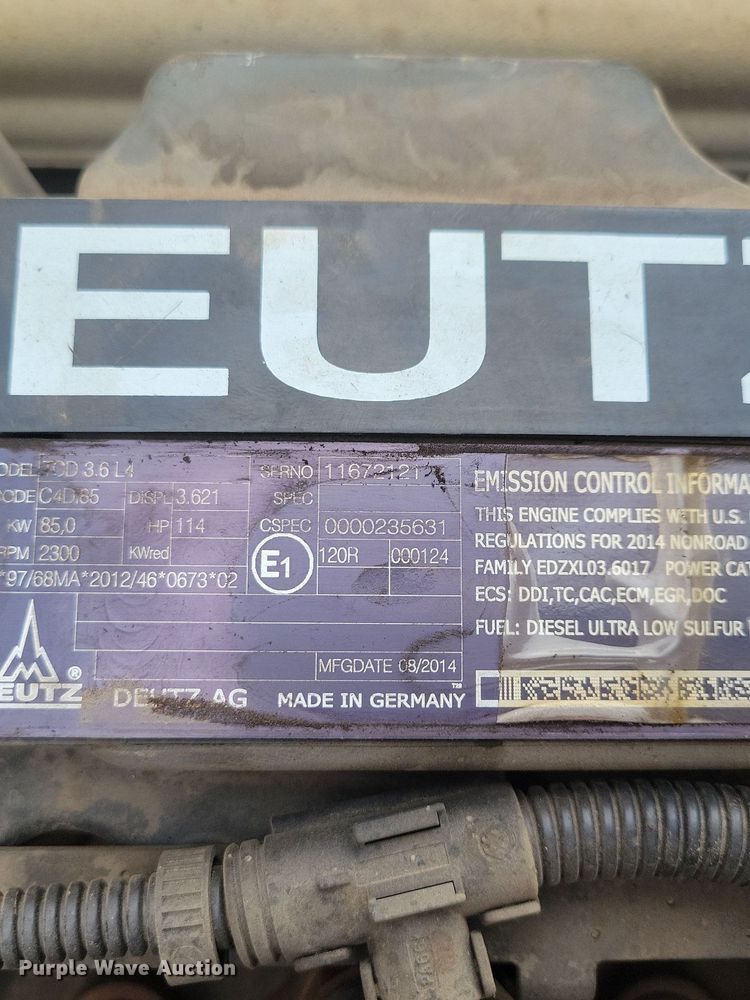 EUTZ
ODEL TCD 3.6 L4
SERNO 11672121
CODE C4D.65 DISPL 3.621
SPEC
KW 85,0 HP 114
CSPEC 0000235631
RPM 2300 KWred
E1 120R 000124
*97/68MA*2012/46*0673*02
MFGDATE 08/2014
EUTZ ®
DEUTZ AG MADE IN GERMANY
EMISSION CONTROL INFORMA
THIS ENGINE COMPLIES WITH U.S.
REGULATIONS FOR 2014 NONROAD
FAMILY EDZXL03.6017 POWER CAT
ECS: DDI,TC,CAC,ECM,EGR,DOC
FUEL: DIESEL ULTRA LOW SULFUR
Purple Wave Auction